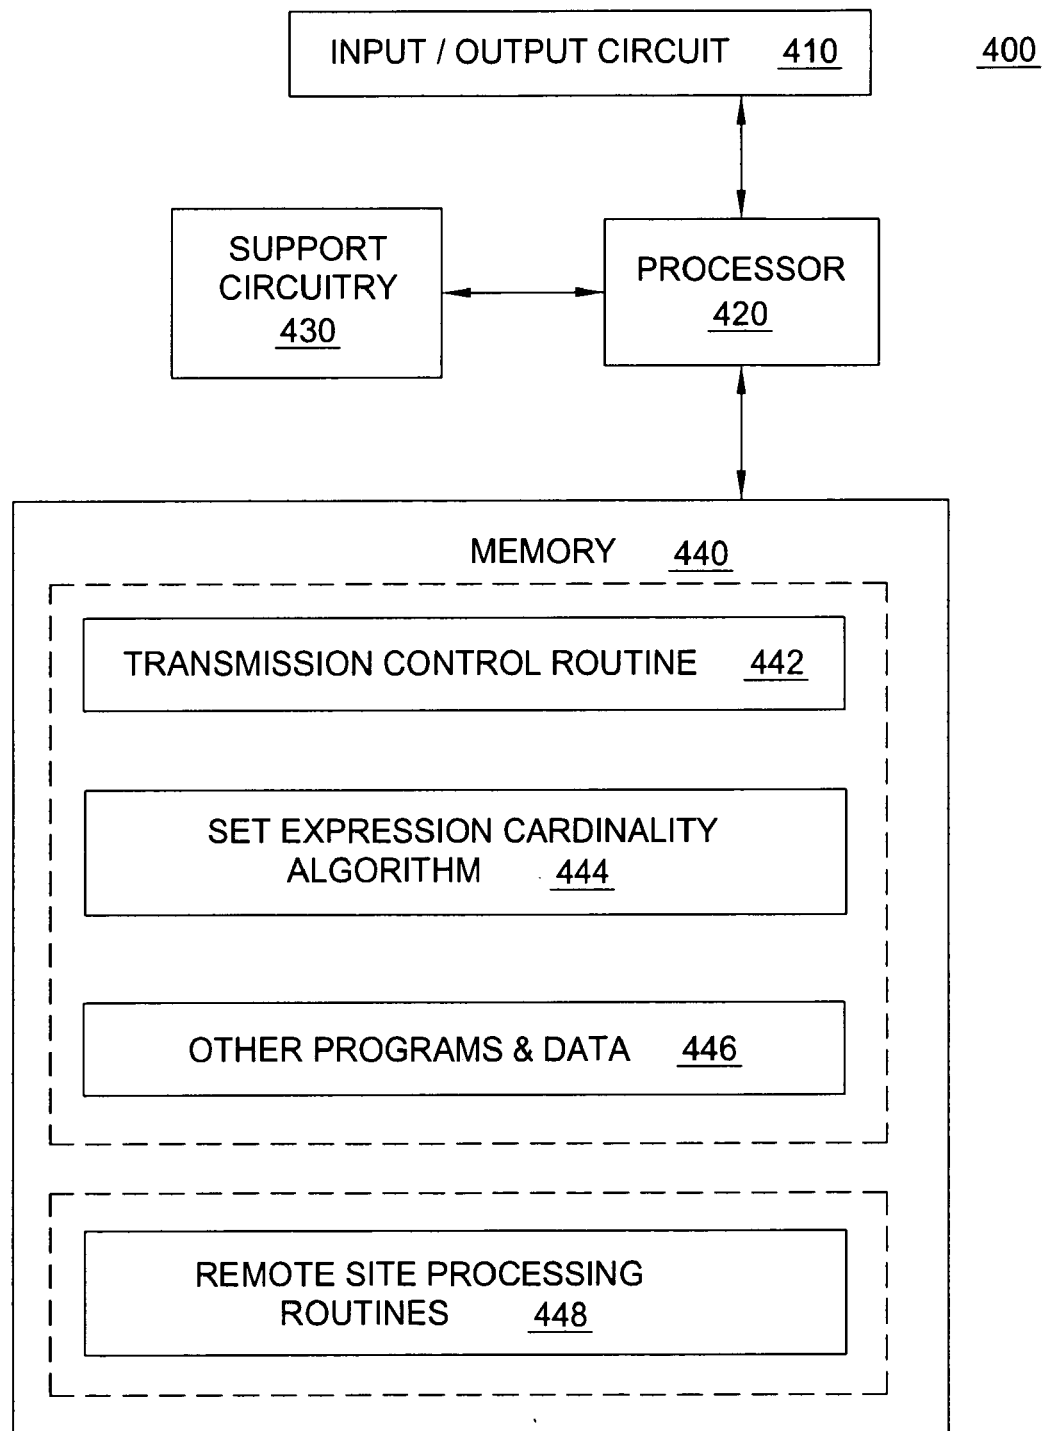 INPUT / OUTPUT CIRCUIT 410
400
SUPPORT
CIRCUITRY
430
PROCESSOR
420
MEMORY 440
TRANSMISSION CONTROL ROUTINE 442
SET EXPRESSION CARDINALITY
ALGORITHM 444
OTHER PROGRAMS & DATA 446
REMOTE SITE PROCESSING
ROUTINES 448